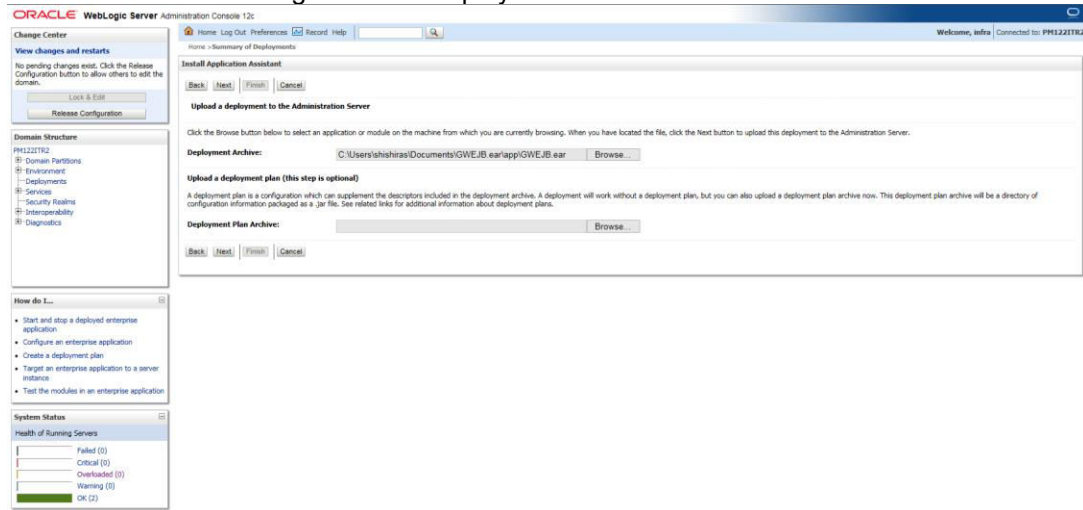 ORACLE WebLogic Server Administration Console 12c
Change Center
View changes and restarts
No pending changes exist. Click the Release
Configuration button to allow others to edit the
domain.
Lock & Edit
Release Configuration
Domain Structure
PM122ITR2
Domain Partitions
Environment
Deployments
Services
Security Realms
Interoperability
Diagnostics
How do I...
Start and stop a deployed enterprise
application
Configure an enterprise application
Create a deployment plan
Target an enterprise application to a server
instance
Test the modules in an enterprise application
System Status
Health of Running Servers
Failed (0)
Critical (0)
Overloaded (0)
Warning (0)
OK (2)
Home Log Out Preferences Record Help
Welcome, infra Connected to: PM122ITR2
Home >Summary of Deployments
Install Application Assistant
Back Next Finish Cancel
Upload a deployment to the Administration Server
Click the Browse button below to select an application or module on the machine from which you are currently browsing. When you have located the file, click the Next button to upload this deployment to the Administration Server.
Deployment Archive: C:\Users\shishiras\Documents\GWEJB.ear\app\GWEJB.ear Browse...
Upload a deployment plan (this step is optional)
A deployment plan is a configuration which can supplement the descriptors included in the deployment archive. A deployment will work without a deployment plan, but you can also upload a deployment plan archive now. This deployment plan archive will be a directory of
configuration information packaged as a .jar file. See related links for additional information about deployment plans.
Deployment Plan Archive: Browse...
Back Next Finish Cancel